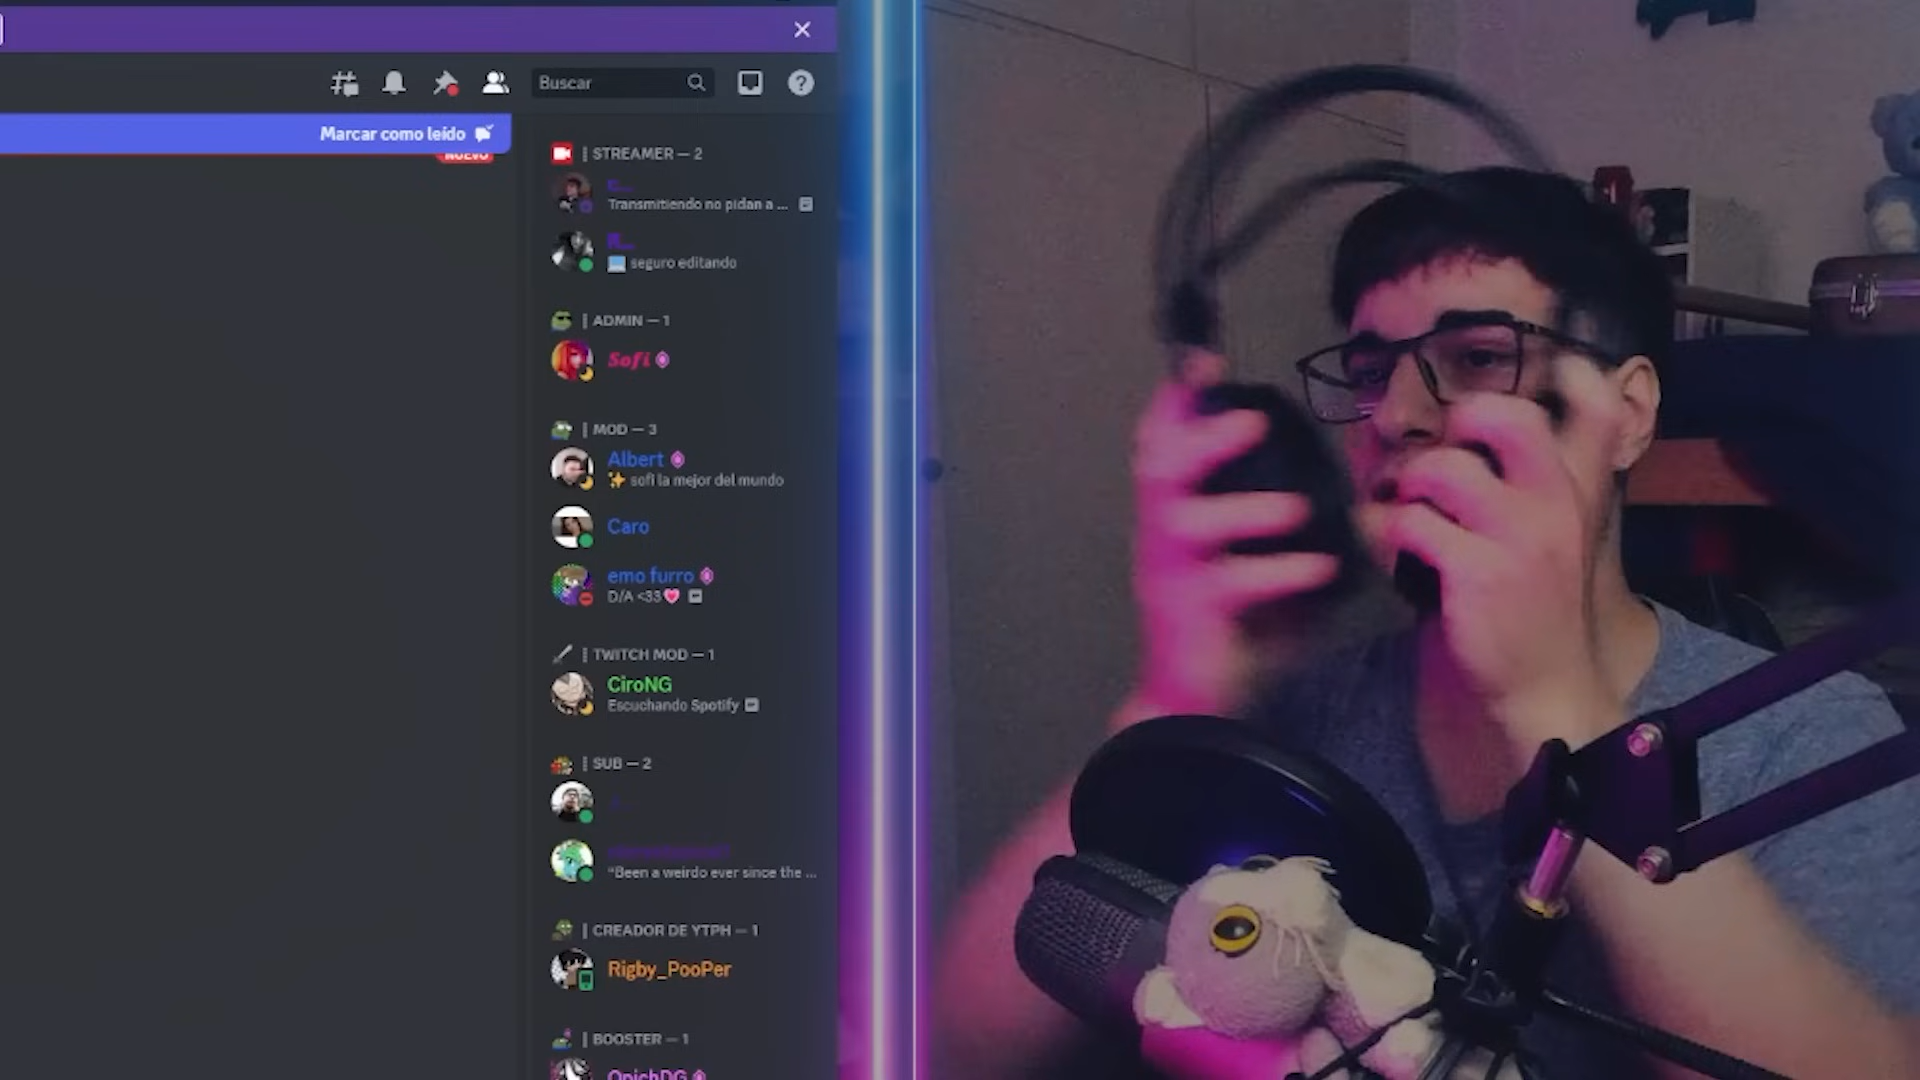 Buscar
Marcar como leído
NUEVO
| STREAMER — 2
Transmitiendo no pidan a ...
seguro editando
| ADMIN — 1
Sofi
| MOD — 3
Albert
sofi la mejor del mundo
Caro
emo furro
D/A <33
| TWITCH MOD — 1
CiroNG
Escuchando Spotify
| SUB — 2
"Been a weirdo ever since the ...
| CREADOR DE YTPH — 1
Rigby_PooPer
| BOOSTER — 1
OpichDG